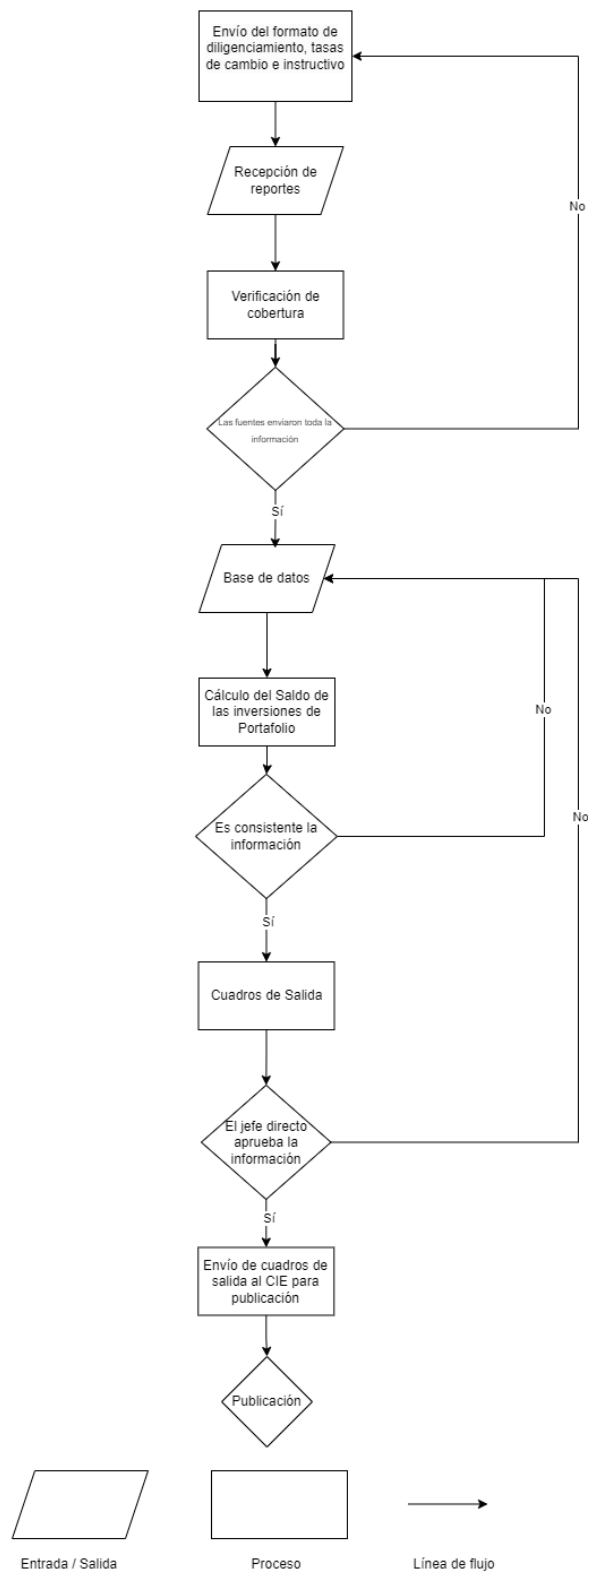 Envío del formato de
diligenciamiento, tasas
de cambio e instructivo
Recepción de
reportes
No
Verificación de
cobertura
Las fuentes enviaron toda la
información
Sí
Base de datos
Cálculo del Saldo de
las inversiones de
Portafolio
No
No
Es consistente la
información
Sí
Cuadros de Salida
El jefe directo
aprueba la
información
Sí
Envío de cuadros de
salida al CIE para
publicación
Publicación
Entrada / Salida
Proceso
Línea de flujo